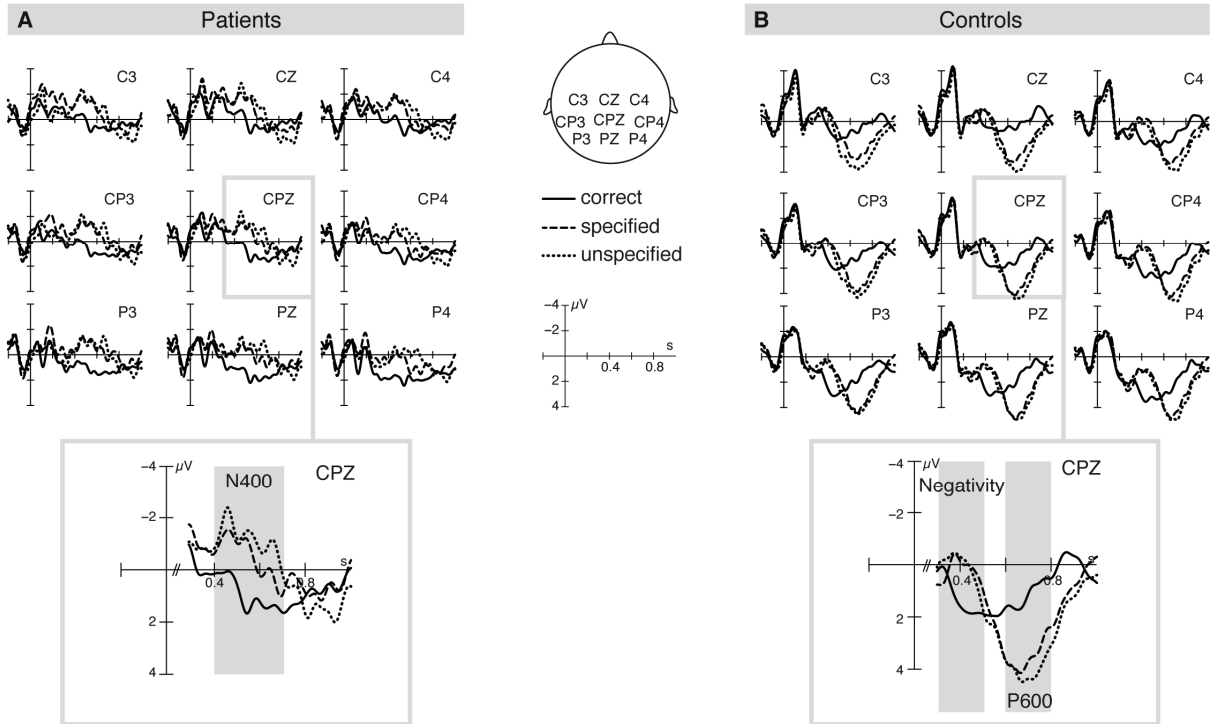 A Patients
C3 CZ C4
CP3 CPZ CP4
P3 PZ P4
−4 µV
−2
2
4
N400
CPZ
s
0.4 0.8
C3 CZ C4
CP3 CPZ CP4
P3 PZ P4
correct
specified
unspecified
−4 µV
−2
s
0.4 0.8
2
4
B Controls
C3 CZ C4
CP3 CPZ CP4
P3 PZ P4
−4 µV
Negativity
CPZ
−2
s
0.4 0.8
2
4
P600